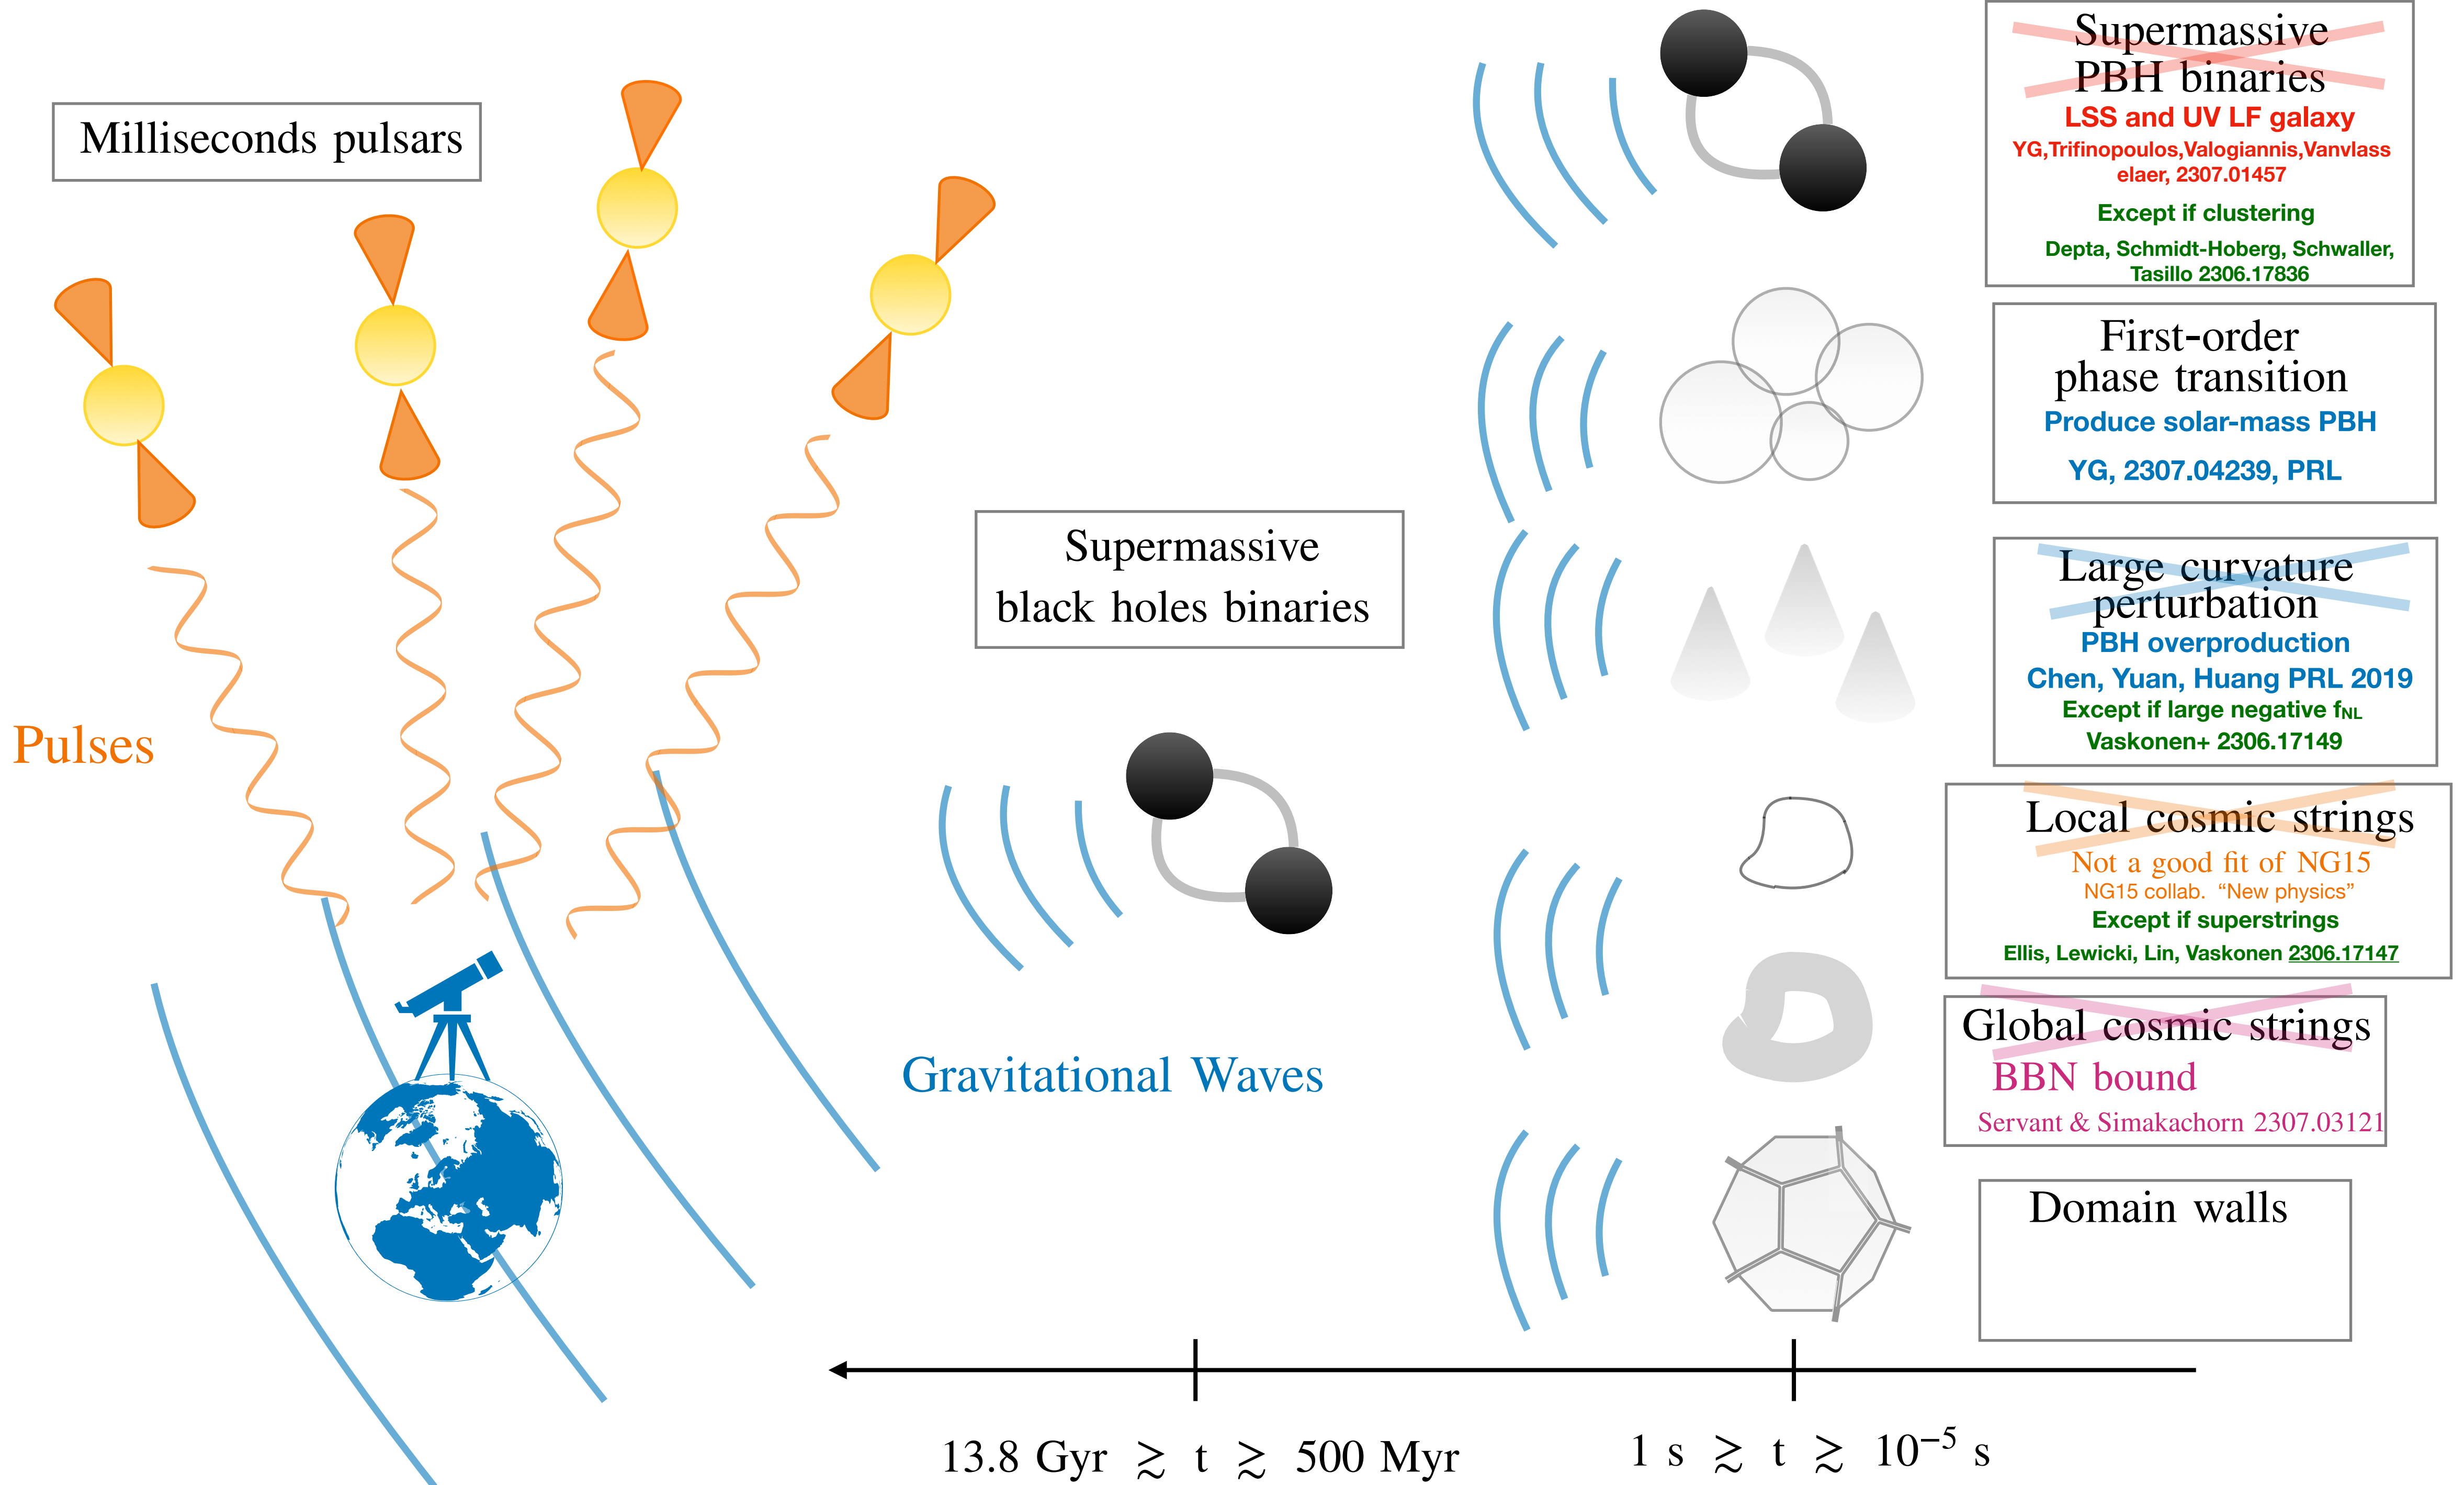 Milliseconds pulsars
Pulses
Supermassive
black holes binaries
Gravitational Waves
Supermassive
PBH binaries
LSS and UV LF galaxy
YG,Trifinopoulos,Valogiannis,Vanvlass
elaer, 2307.01457
Except if clustering
Depta, Schmidt-Hoberg, Schwaller,
Tasillo 2306.17836
First-order
phase transition
Produce solar-mass PBH
YG, 2307.04239, PRL
Large curvature
perturbation
PBH overproduction
Chen, Yuan, Huang PRL 2019
Except if large negative f_NL
Vaskonen+ 2306.17149
Local cosmic strings
Not a good fit of NG15
NG15 collab. “New physics”
Except if superstrings
Ellis, Lewicki, Lin, Vaskonen 2306.17147
Global cosmic strings
BBN bound
Servant & Simakachorn 2307.03121
Domain walls
13.8 Gyr ≳ t ≳ 500 Myr
1 s ≳ t ≳ 10⁻⁵ s